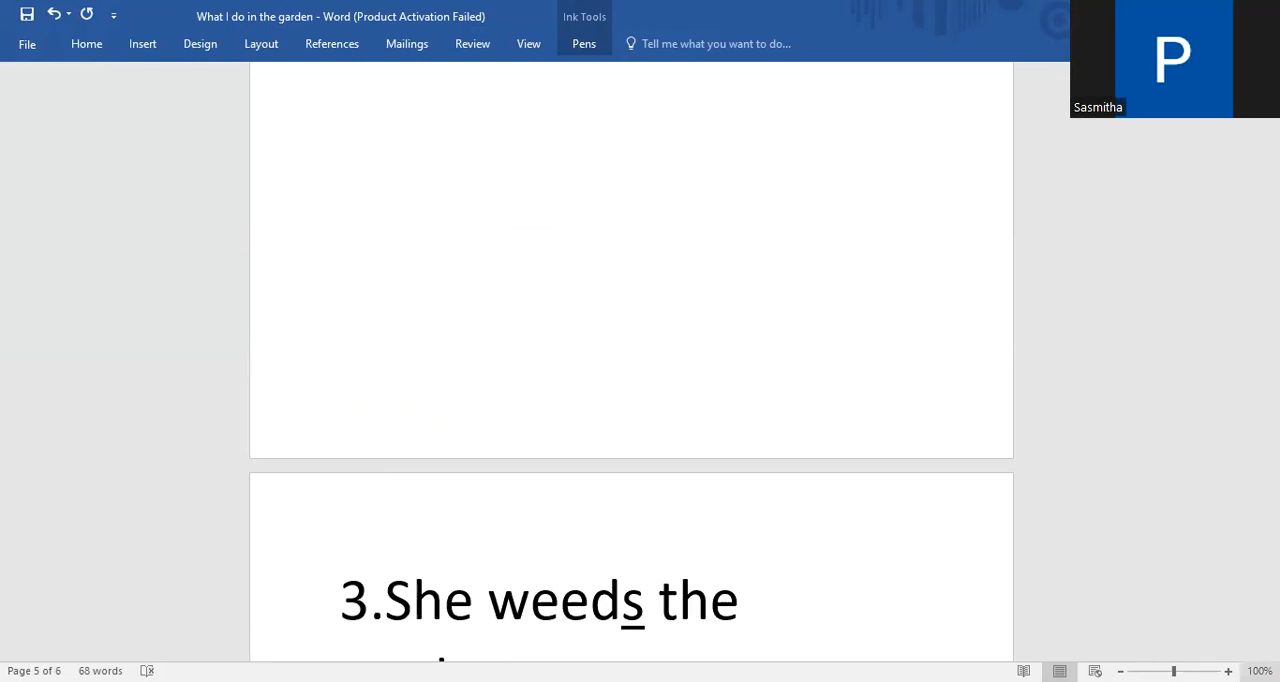 What I do in the garden - Word (Product Activation Failed)
Ink Tools
File Home Insert Design Layout References Mailings Review View Pens Tell me what you want to do...
P
Sasmitha
3.She weeds the
Page 5 of 6 68 words 100%